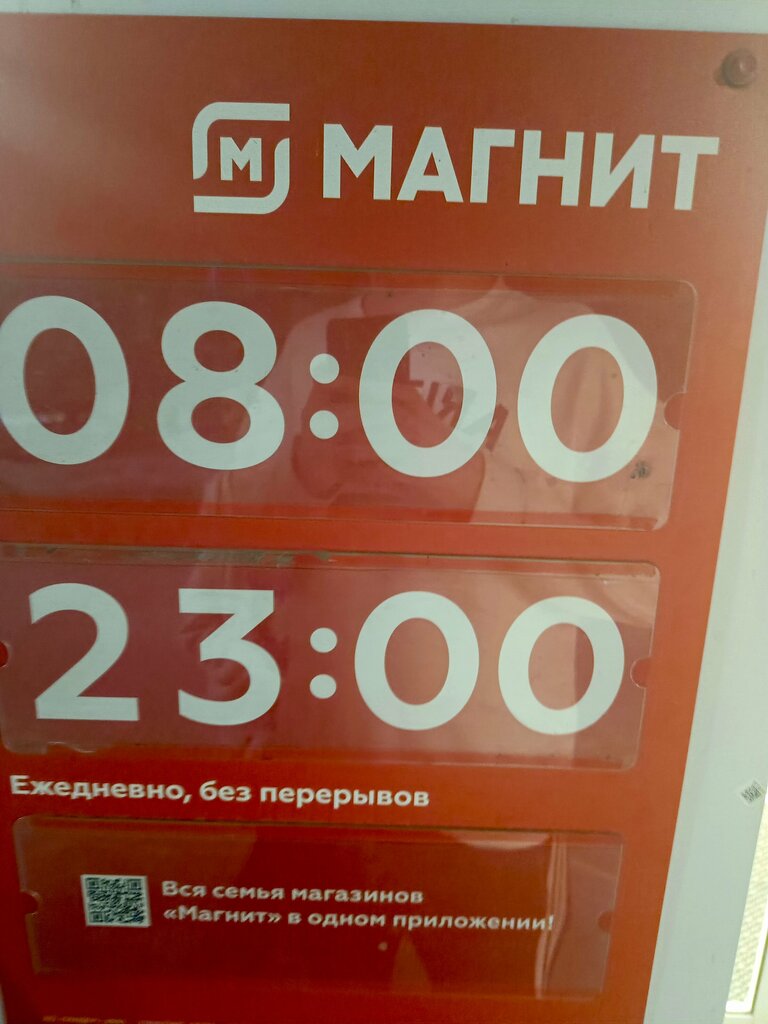 М МАГНИТ
08:00
23:00
Ежедневно, без перерывов
Вся семья магазинов
«Магнит» в одном приложении!